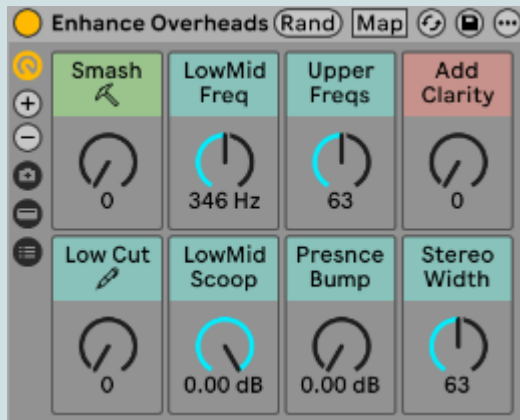 Enhance Overheads Rand Map
Smash LowMid Freq Upper Freqs Add Clarity
0 346 Hz 63 0
Low Cut LowMid Scoop Presnce Bump Stereo Width
0 0.00 dB 0.00 dB 63